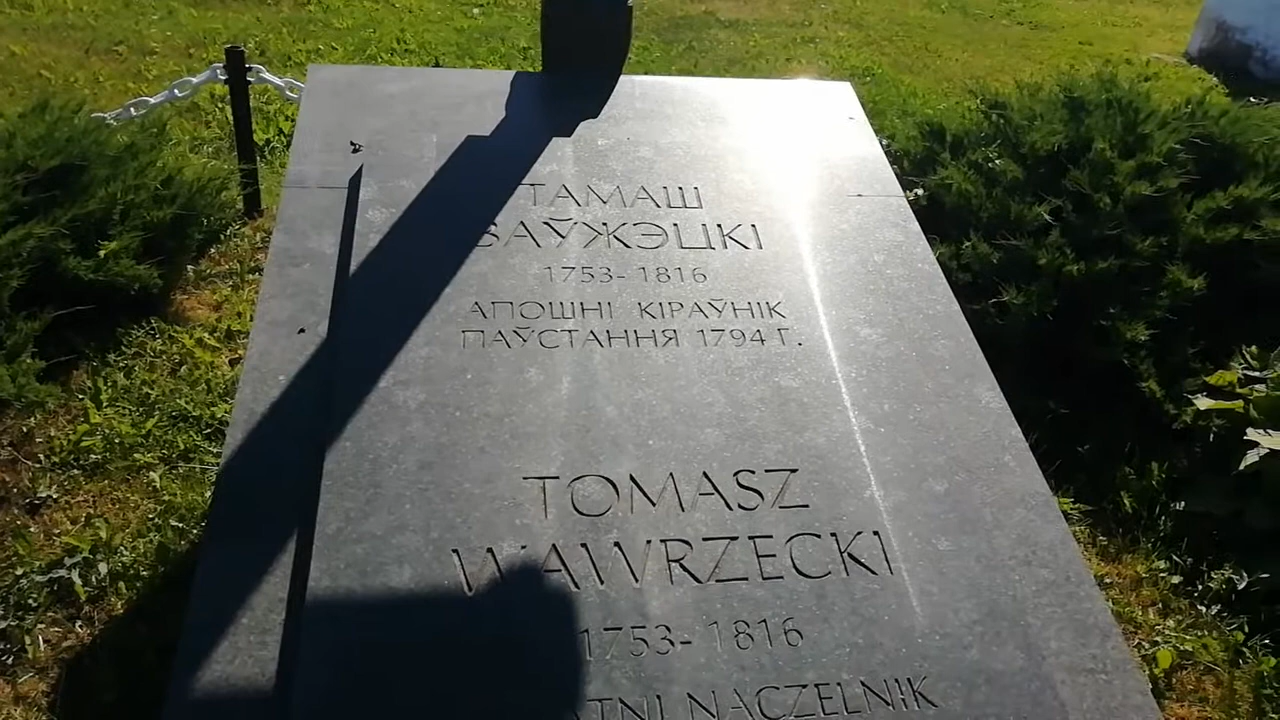 ТАМАШ
ВАЎЖЭЦКІ
1753-1816
АПОШНІ КІРАЎНІК
ПАЎСТАННЯ 1794 Г.
TOMASZ
WAWRZECKI
1753-1816
NACZELNIK